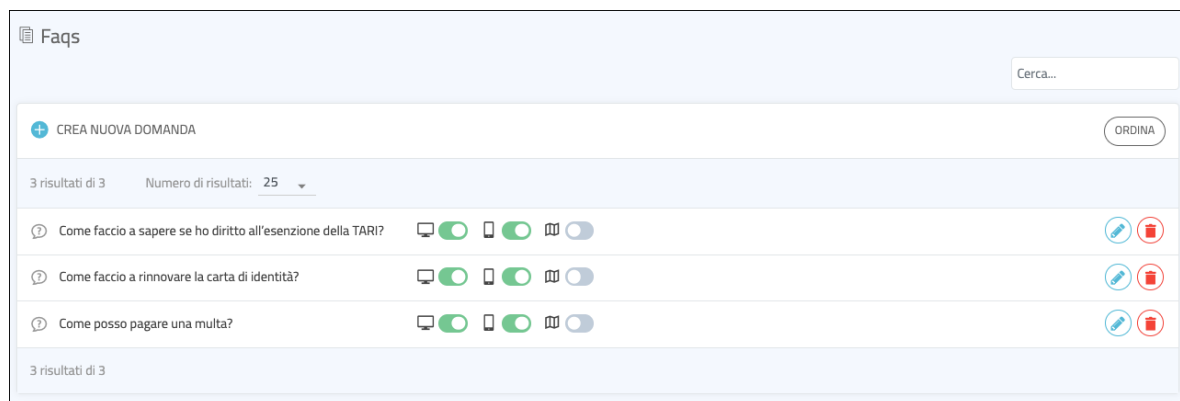 Faqs
Cerca...
CREA NUOVA DOMANDA
ORDINA
3 risultati di 3 Numero di risultati: 25
Come faccio a sapere se ho diritto all’esenzione della TARI?
Come faccio a rinnovare la carta di identità?
Come posso pagare una multa?
3 risultati di 3